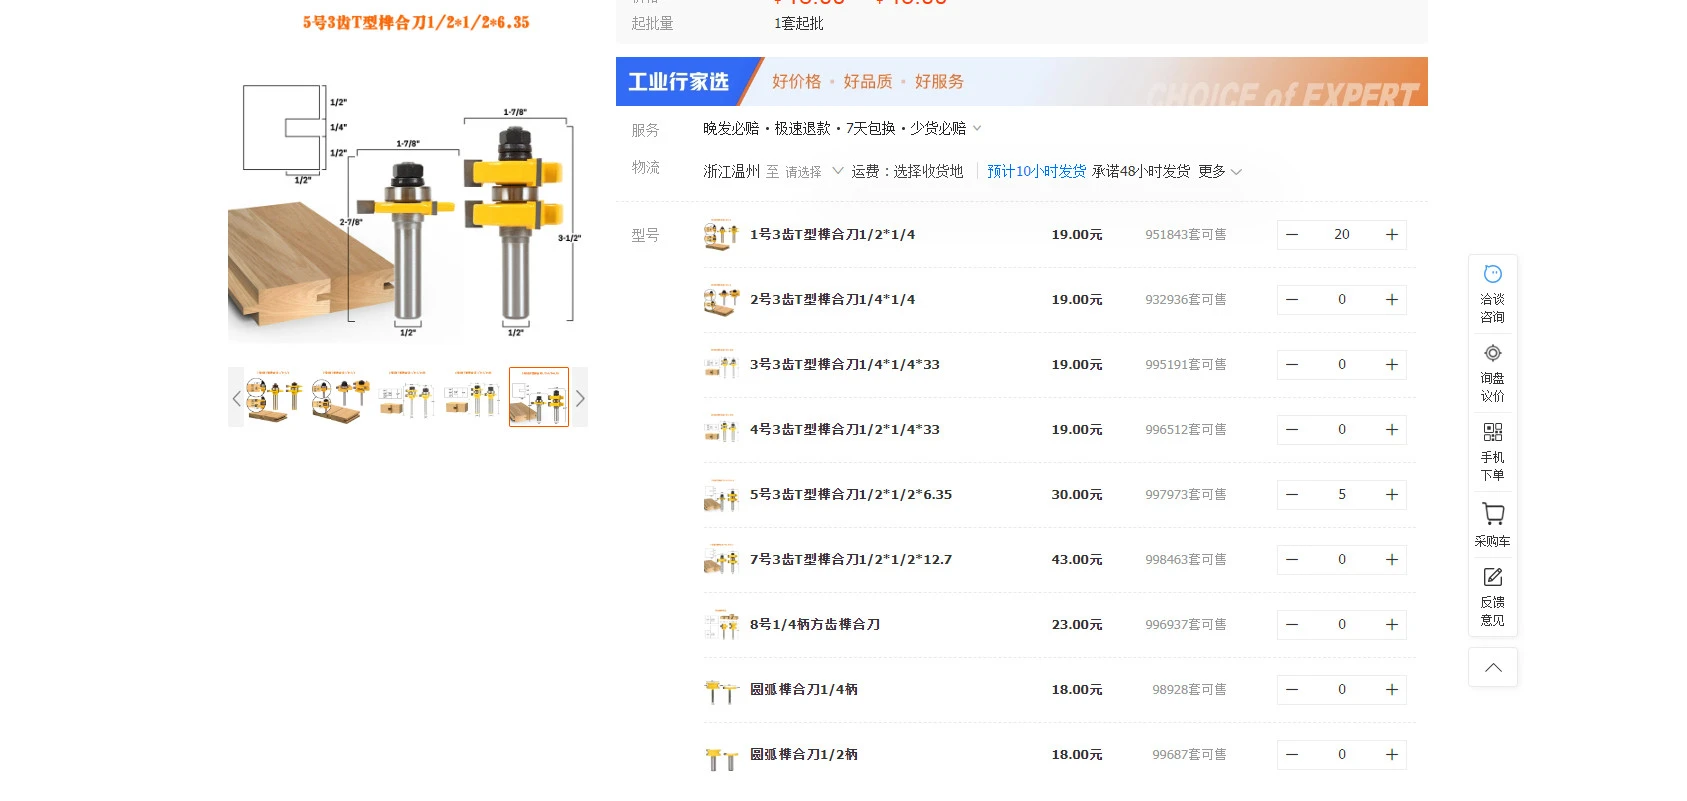 5号3齿T型榫合刀1/2*1/2*6.35
1/2"
1/4"
1/2"
1/2"
1-7/8"
2-7/8"
1/2"
1-7/8"
3-1/2"
1/2"
起批量 1套起批
工业行家选 好价格 • 好品质 • 好服务
CHOICE of EXPERT
服务 晚发必赔 · 极速退款 · 7天包换 · 少货必赔
物流 浙江温州 至 请选择 运费：选择收货地 预计10小时发货 承诺48小时发货 更多
型号
1号3齿T型榫合刀1/2*1/4 19.00元 951843套可售 — 20 +
2号3齿T型榫合刀1/4*1/4 19.00元 932936套可售 — 0 +
3号3齿T型榫合刀1/4*1/4*33 19.00元 995191套可售 — 0 +
4号3齿T型榫合刀1/2*1/4*33 19.00元 996512套可售 — 0 +
5号3齿T型榫合刀1/2*1/2*6.35 30.00元 997973套可售 — 5 +
7号3齿T型榫合刀1/2*1/2*12.7 43.00元 998463套可售 — 0 +
8号1/4柄方齿榫合刀 23.00元 996937套可售 — 0 +
圆弧榫合刀1/4柄 18.00元 98928套可售 — 0 +
圆弧榫合刀1/2柄 18.00元 99687套可售 — 0 +
洽谈
咨询
询盘
议价
手机
下单
采购车
反馈
意见